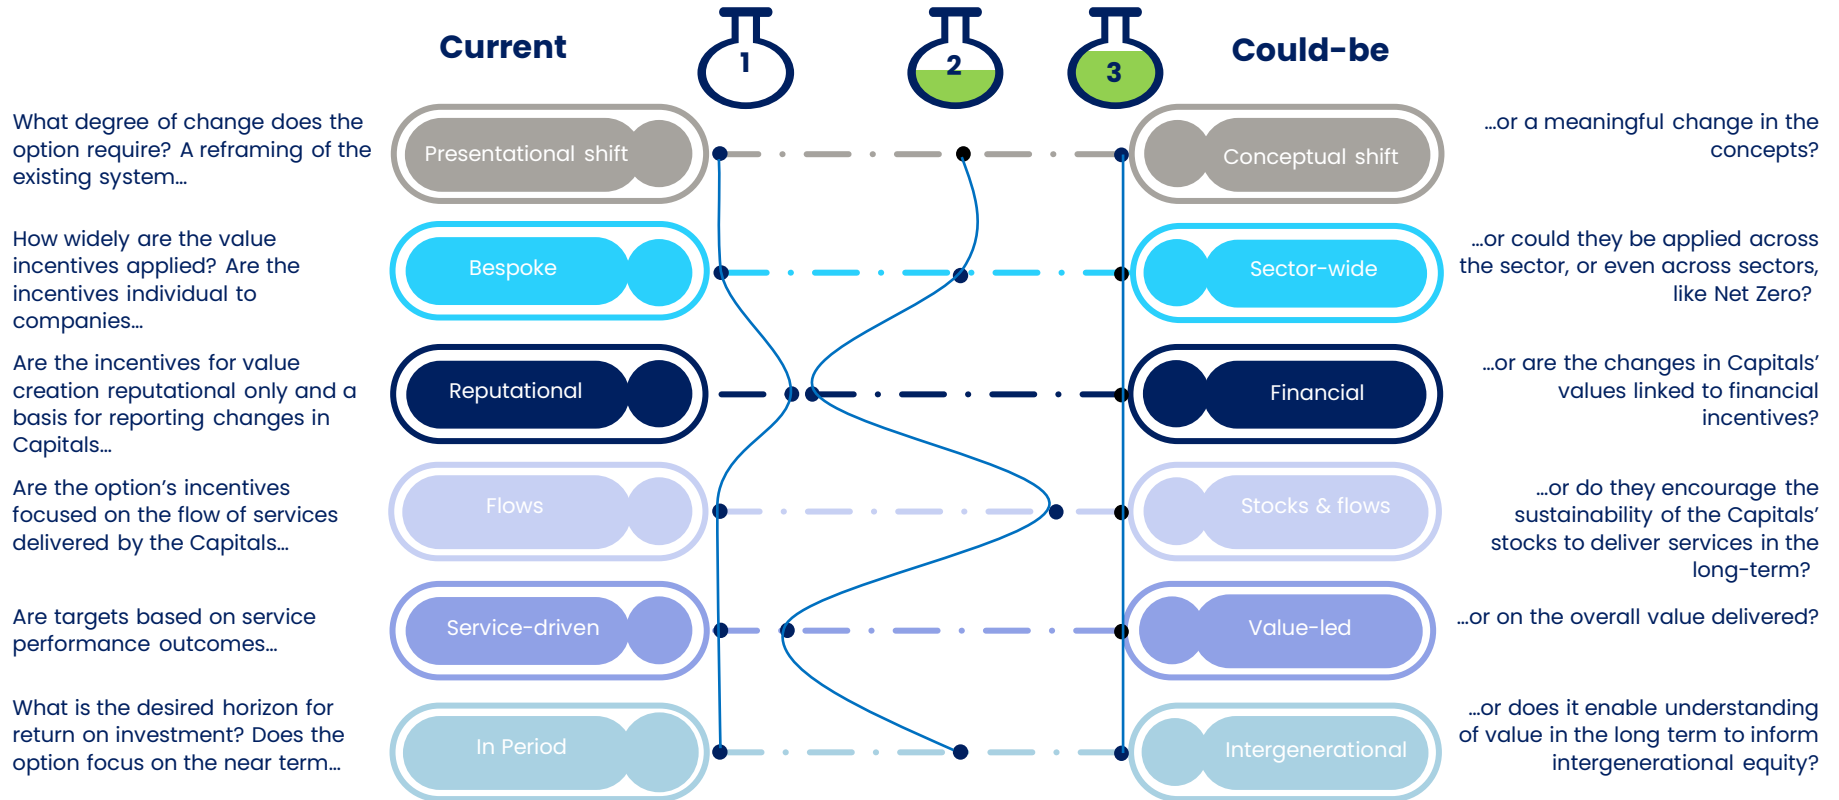 Current
1
2
3
Could-be
What degree of change does the
option require? A reframing of the
existing system...
Presentational shift
Conceptual shift
...or a meaningful change in the
concepts?
How widely are the value
incentives applied? Are the
incentives individual to
companies...
Bespoke
Sector-wide
...or could they be applied across
the sector, or even across sectors,
like Net Zero?
Are the incentives for value
creation reputational only and a
basis for reporting changes in
Capitals...
Reputational
Financial
...or are the changes in Capitals’
values linked to financial
incentives?
Are the option’s incentives
focused on the flow of services
delivered by the Capitals...
Flows
Stocks & flows
...or do they encourage the
sustainability of the Capitals’
stocks to deliver services in the
long-term?
Are targets based on service
performance outcomes...
Service-driven
Value-led
...or on the overall value delivered?
What is the desired horizon for
return on investment? Does the
option focus on the near term...
In Period
Intergenerational
...or does it enable understanding
of value in the long term to inform
intergenerational equity?